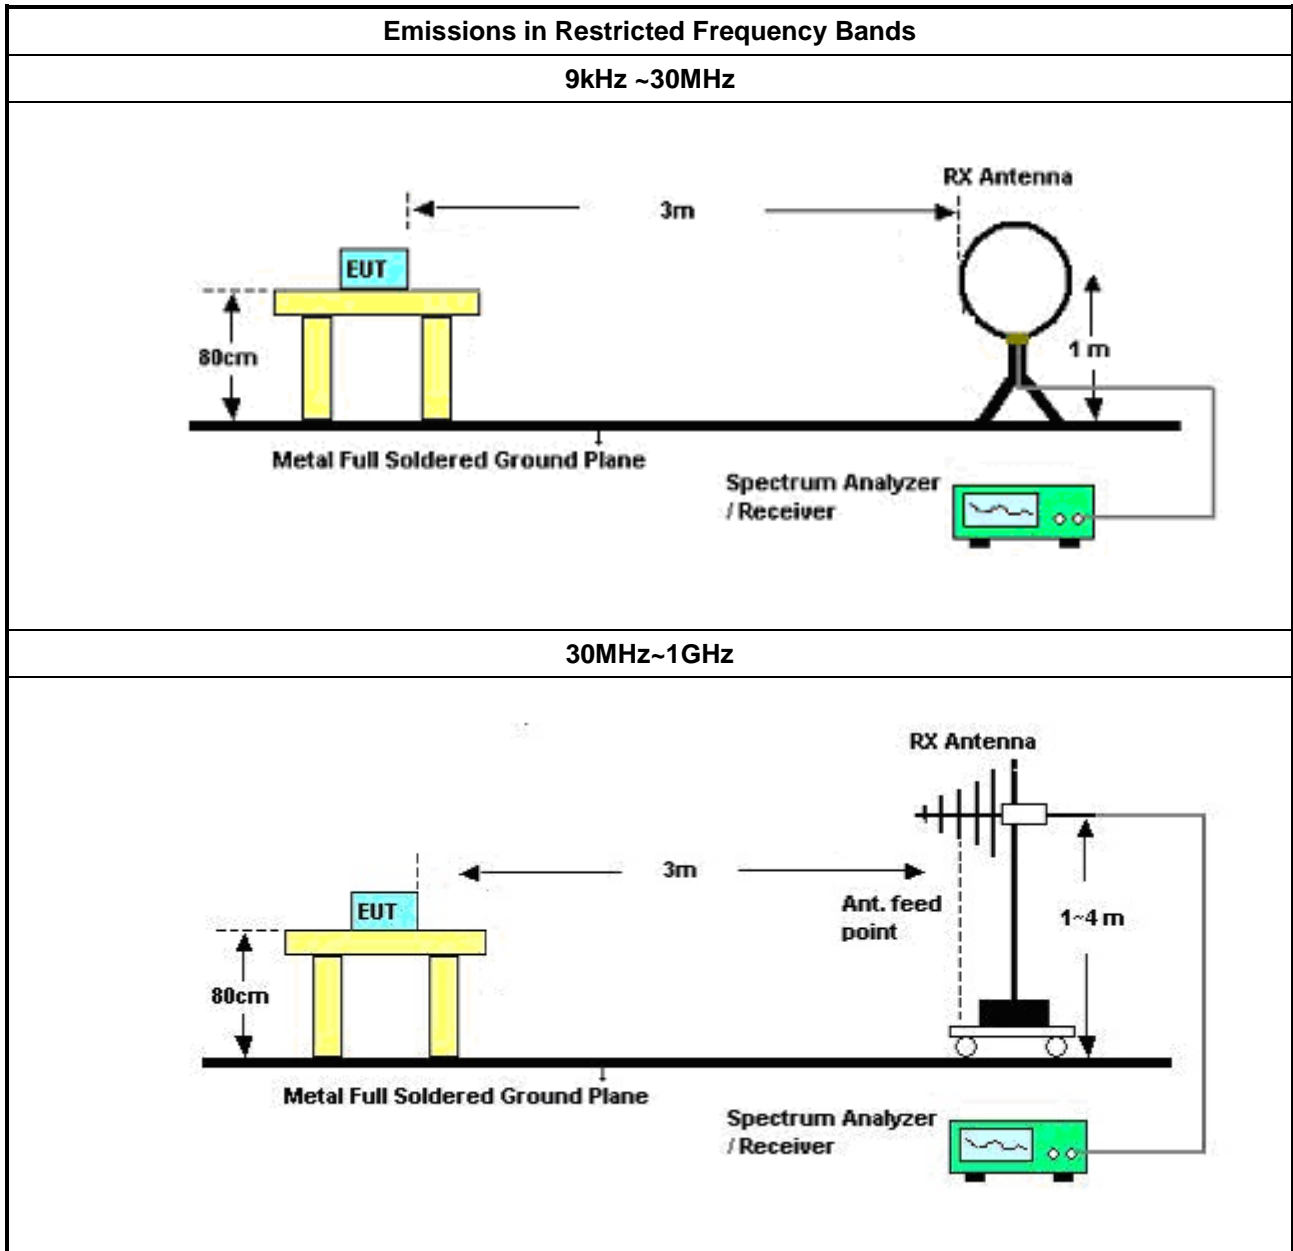 Emissions in Restricted Frequency Bands
9kHz ~30MHz
RX Antenna
3m
EUT
80cm
1 m
Metal Full Soldered Ground Plane
Spectrum Analyzer
/ Receiver
30MHz~1GHz
RX Antenna
3m
Ant. feed
point
EUT
1~4 m
80cm
Metal Full Soldered Ground Plane
Spectrum Analyzer
/ Receiver